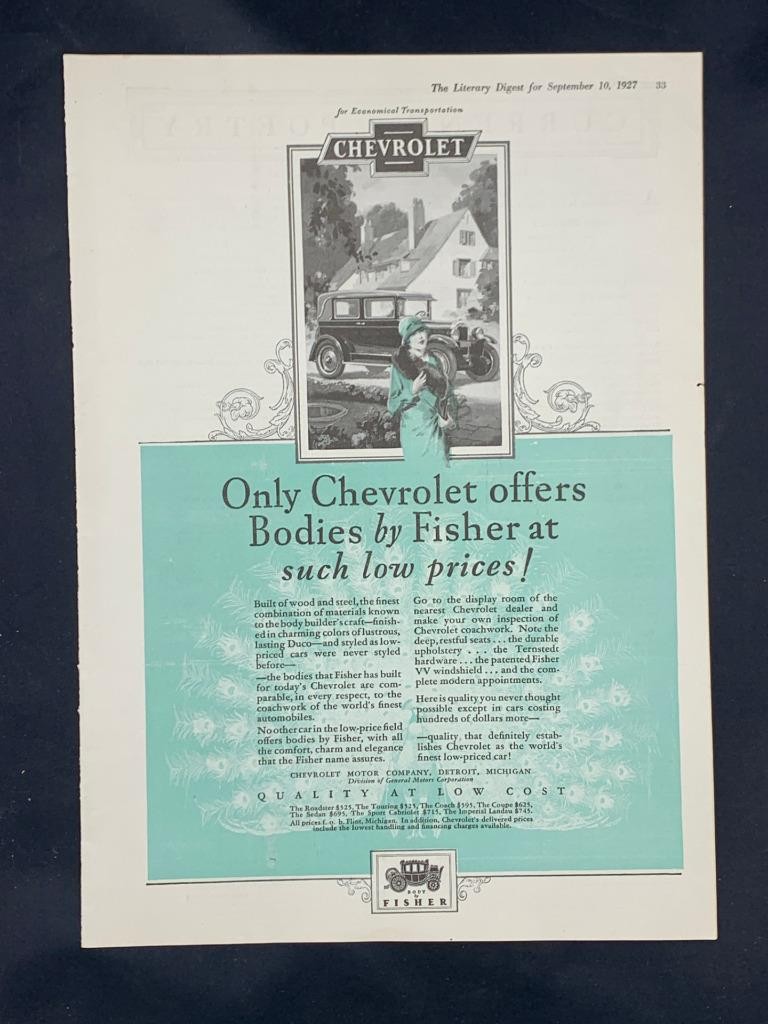 The Literary Digest for September 10, 1927 33
for Economical Transportation
CHEVROLET
Only Chevrolet offers
Bodies by Fisher at
such low prices!
Built of wood and steel, the finest
combination of materials known
to the body builder's craft—finish-
ed in charming colors of lustrous,
lasting Duco—and styled as low-
priced cars were never styled
before—
—the bodies that Fisher has built
for today's Chevrolet are com-
parable, in every respect, to the
coachwork of the world's finest
automobiles.
No other car in the low-price field
offers bodies by Fisher, with all
the comfort, charm and elegance
that the Fisher name assures.
Go to the display room of the
nearest Chevrolet dealer and
make your own inspection of
Chevrolet coachwork. Note the
deep, restful seats . . . the durable
upholstery . . . the Ternstedt
hardware . . . the patented Fisher
VV windshield . . . and the com-
plete modern appointments.
Here is quality you never thought
possible except in cars costing
hundreds of dollars more—
—quality that definitely estab-
lishes Chevrolet as the world's
finest low-priced car!
CHEVROLET MOTOR COMPANY, DETROIT, MICHIGAN
Division of General Motors Corporation
QUALITY AT LOW COST
The Roadster $525, The Touring $525, The Coach $595, The Coupe $625,
The Sedan $695, The Sport Cabriolet $715, The Imperial Landau $745.
All prices f. o. b. Flint, Michigan. In addition, Chevrolet's delivered prices
include the lowest handling and financing charges available.
BODY
by
FISHER